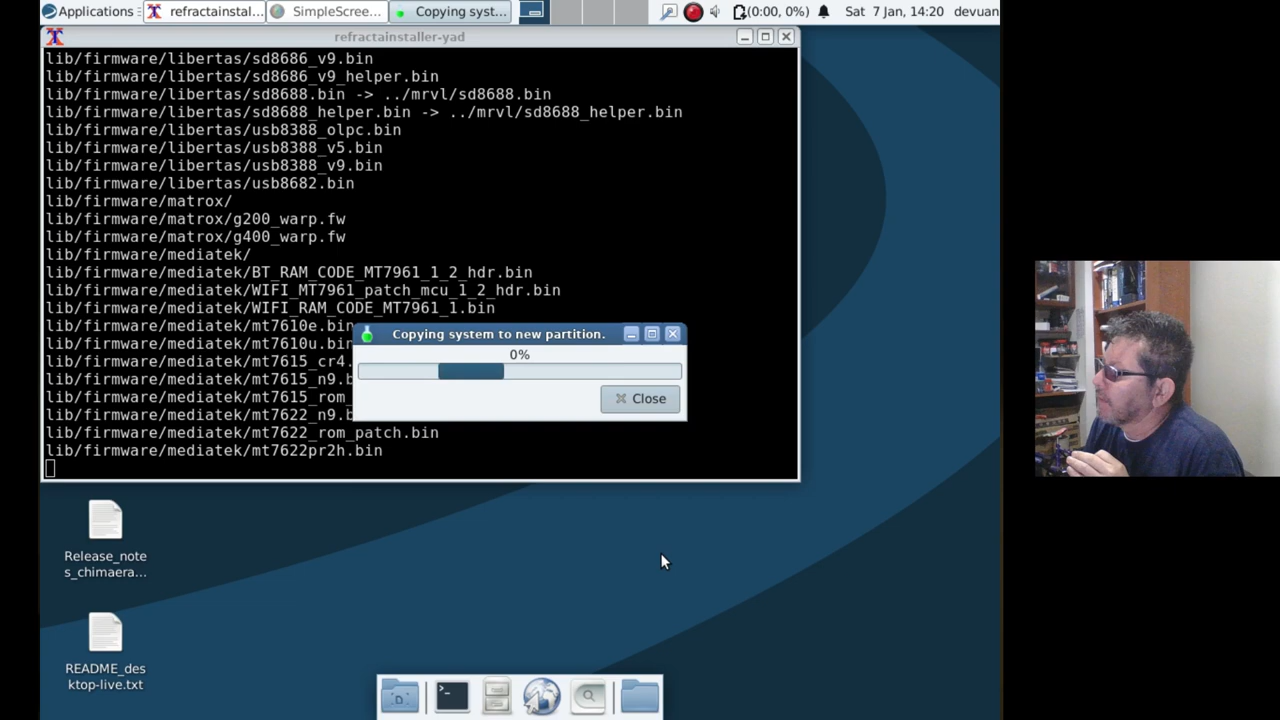 Applications
refractainstal...
SimpleScree...
Copying syst...
(0:00, 0%)
Sat 7 Jan, 14:20
devuan
refractainstaller-yad
lib/firmware/libertas/sd8686_v9.bin
lib/firmware/libertas/sd8686_v9_helper.bin
lib/firmware/libertas/sd8688.bin -> ../mrvl/sd8688.bin
lib/firmware/libertas/sd8688_helper.bin -> ../mrvl/sd8688_helper.bin
lib/firmware/libertas/usb8388_olpc.bin
lib/firmware/libertas/usb8388_v5.bin
lib/firmware/libertas/usb8388_v9.bin
lib/firmware/libertas/usb8682.bin
lib/firmware/matrox/
lib/firmware/matrox/g200_warp.fw
lib/firmware/matrox/g400_warp.fw
lib/firmware/mediatek/
lib/firmware/mediatek/BT_RAM_CODE_MT7961_1_2_hdr.bin
lib/firmware/mediatek/WIFI_MT7961_patch_mcu_1_2_hdr.bin
lib/firmware/mediatek/WIFI_RAM_CODE_MT7961_1.bin
lib/firmware/mediatek/mt7610e.bin
lib/firmware/mediatek/mt7610u.bin
lib/firmware/mediatek/mt7615_cr4.
lib/firmware/mediatek/mt7615_n9.b
lib/firmware/mediatek/mt7615_rom_
lib/firmware/mediatek/mt7622_n9.b
lib/firmware/mediatek/mt7622_rom_patch.bin
lib/firmware/mediatek/mt7622pr2h.bin
Copying system to new partition.
0%
Close
Release_note
s_chimaera...
README_des
ktop-live.txt